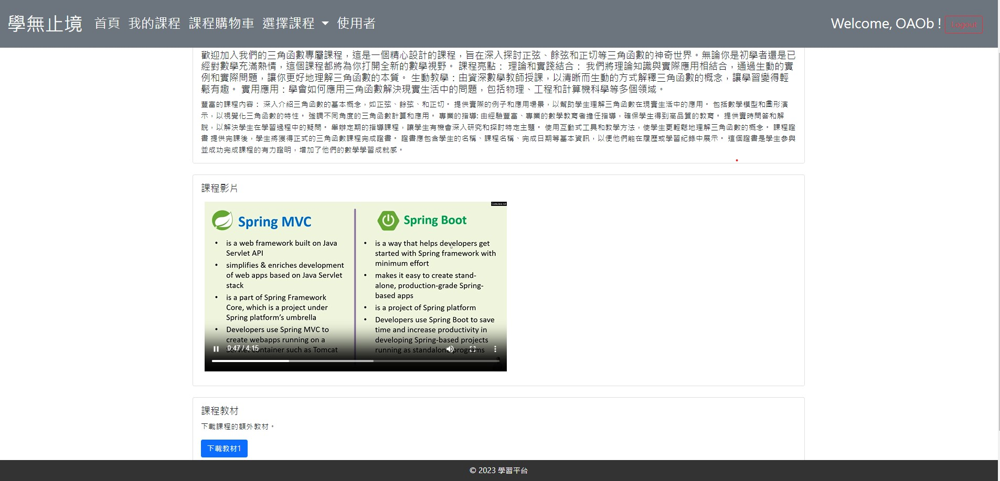 學無止境 首頁 我的課程 課程購物車 選擇課程 使用者 Welcome, OAOb ! Logout
歡迎加入我們的三角函數專屬課程，這是一個精心設計的課程，旨在深入探討正弦、餘弦和正切等三角函數的神奇世界。無論你是初學者還是已
經對數學充滿熱情，這個課程都將為你打開全新的數學視野。 課程亮點： 理論和實踐結合： 我們將理論知識與實際應用相結合，通過生動的實
例和實際問題，讓你更好地理解三角函數的本質。 生動教學：由資深數學教師授課，以清晰而生動的方式解釋三角函數的概念，讓學習變得輕
鬆有趣。 實用應用：學會如何應用三角函數解決現實生活中的問題，包括物理、工程和計算機科學等多個領域。
豐富的課程內容： 深入介紹三角函數的基本概念，如正弦、餘弦、和正切。 提供實際的例子和應用場景，以幫助學生理解三角函數在現實生活中的應用。 包括數學模型和圖形演
示，以視覺化三角函數的特性。 強調不同角度的三角函數計算和應用。 專業的指導: 由經驗豐富、專業的數學教育者擔任指導，確保學生得到高品質的教育。 提供實時問答和解
說，以解決學生在學習過程中的疑問。 舉辦定期的指導課程，讓學生有機會深入研究和探討特定主題。 使用互動式工具和教學方法，使學生更輕鬆地理解三角函數的概念。 課程證
書 提供完課後，學生將獲得正式的三角函數課程完成證書。 證書應包含學生的名稱、課程名稱、完成日期等基本資訊，以便他們能在履歷或學習紀錄中展示。 這個證書是學生參與
並成功完成課程的有力證明，增加了他們的數學學習成就感。
課程影片
CodeJava.net
Spring MVC
• is a web framework built on Java
Servlet API
• simplifies & enriches development
of web apps based on Java Servlet
stack
• is a part of Spring Framework
Core, which is a project under
Spring platform's umbrella
• Developers use Spring MVC to
create webapps running on a
Servlet container such as Tomcat
Spring Boot
• is a way that helps developers get
started with Spring framework with
minimum effort
• makes it easy to create stand-
alone, production-grade Spring-
based apps
• is a project of Spring platform
• Developers use Spring Boot to save
time and increase productivity in
developing Spring-based projects
running as standalone programs
0:47 / 4:15
課程教材
下載課程的額外教材。
下載教材1
© 2023 學習平台